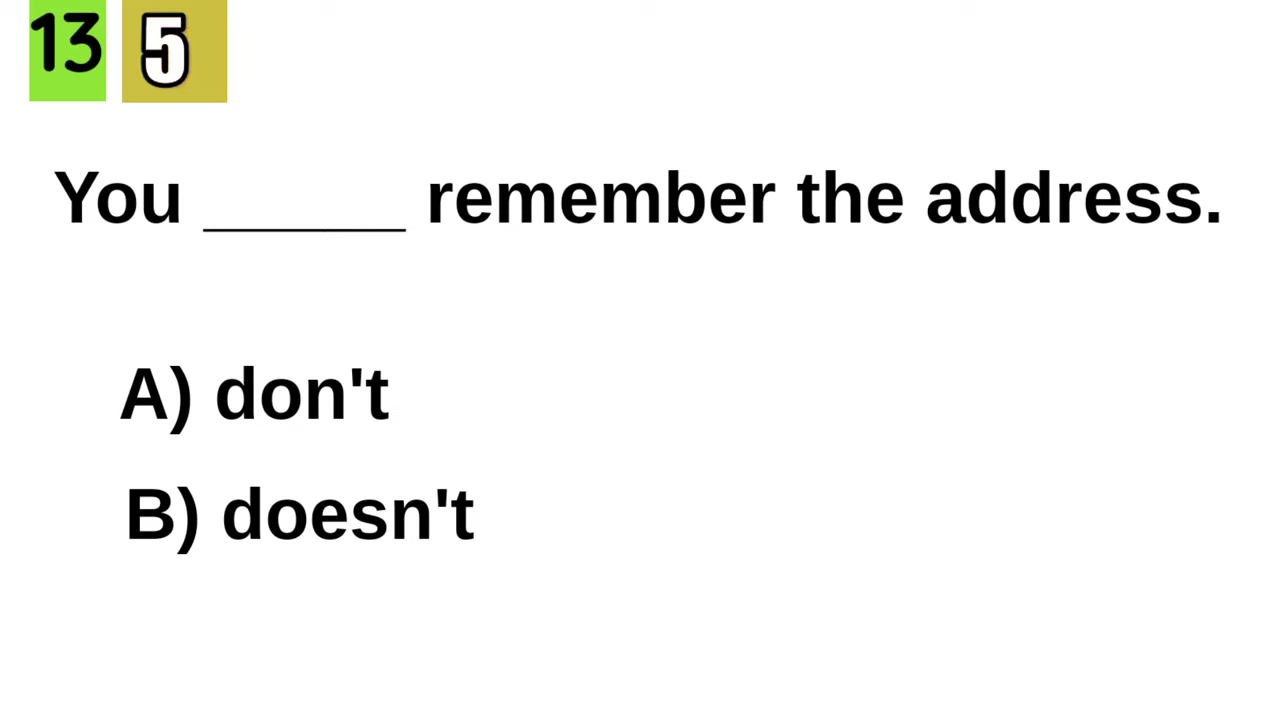 13 5
You ______ remember the address.
A) don't
B) doesn't